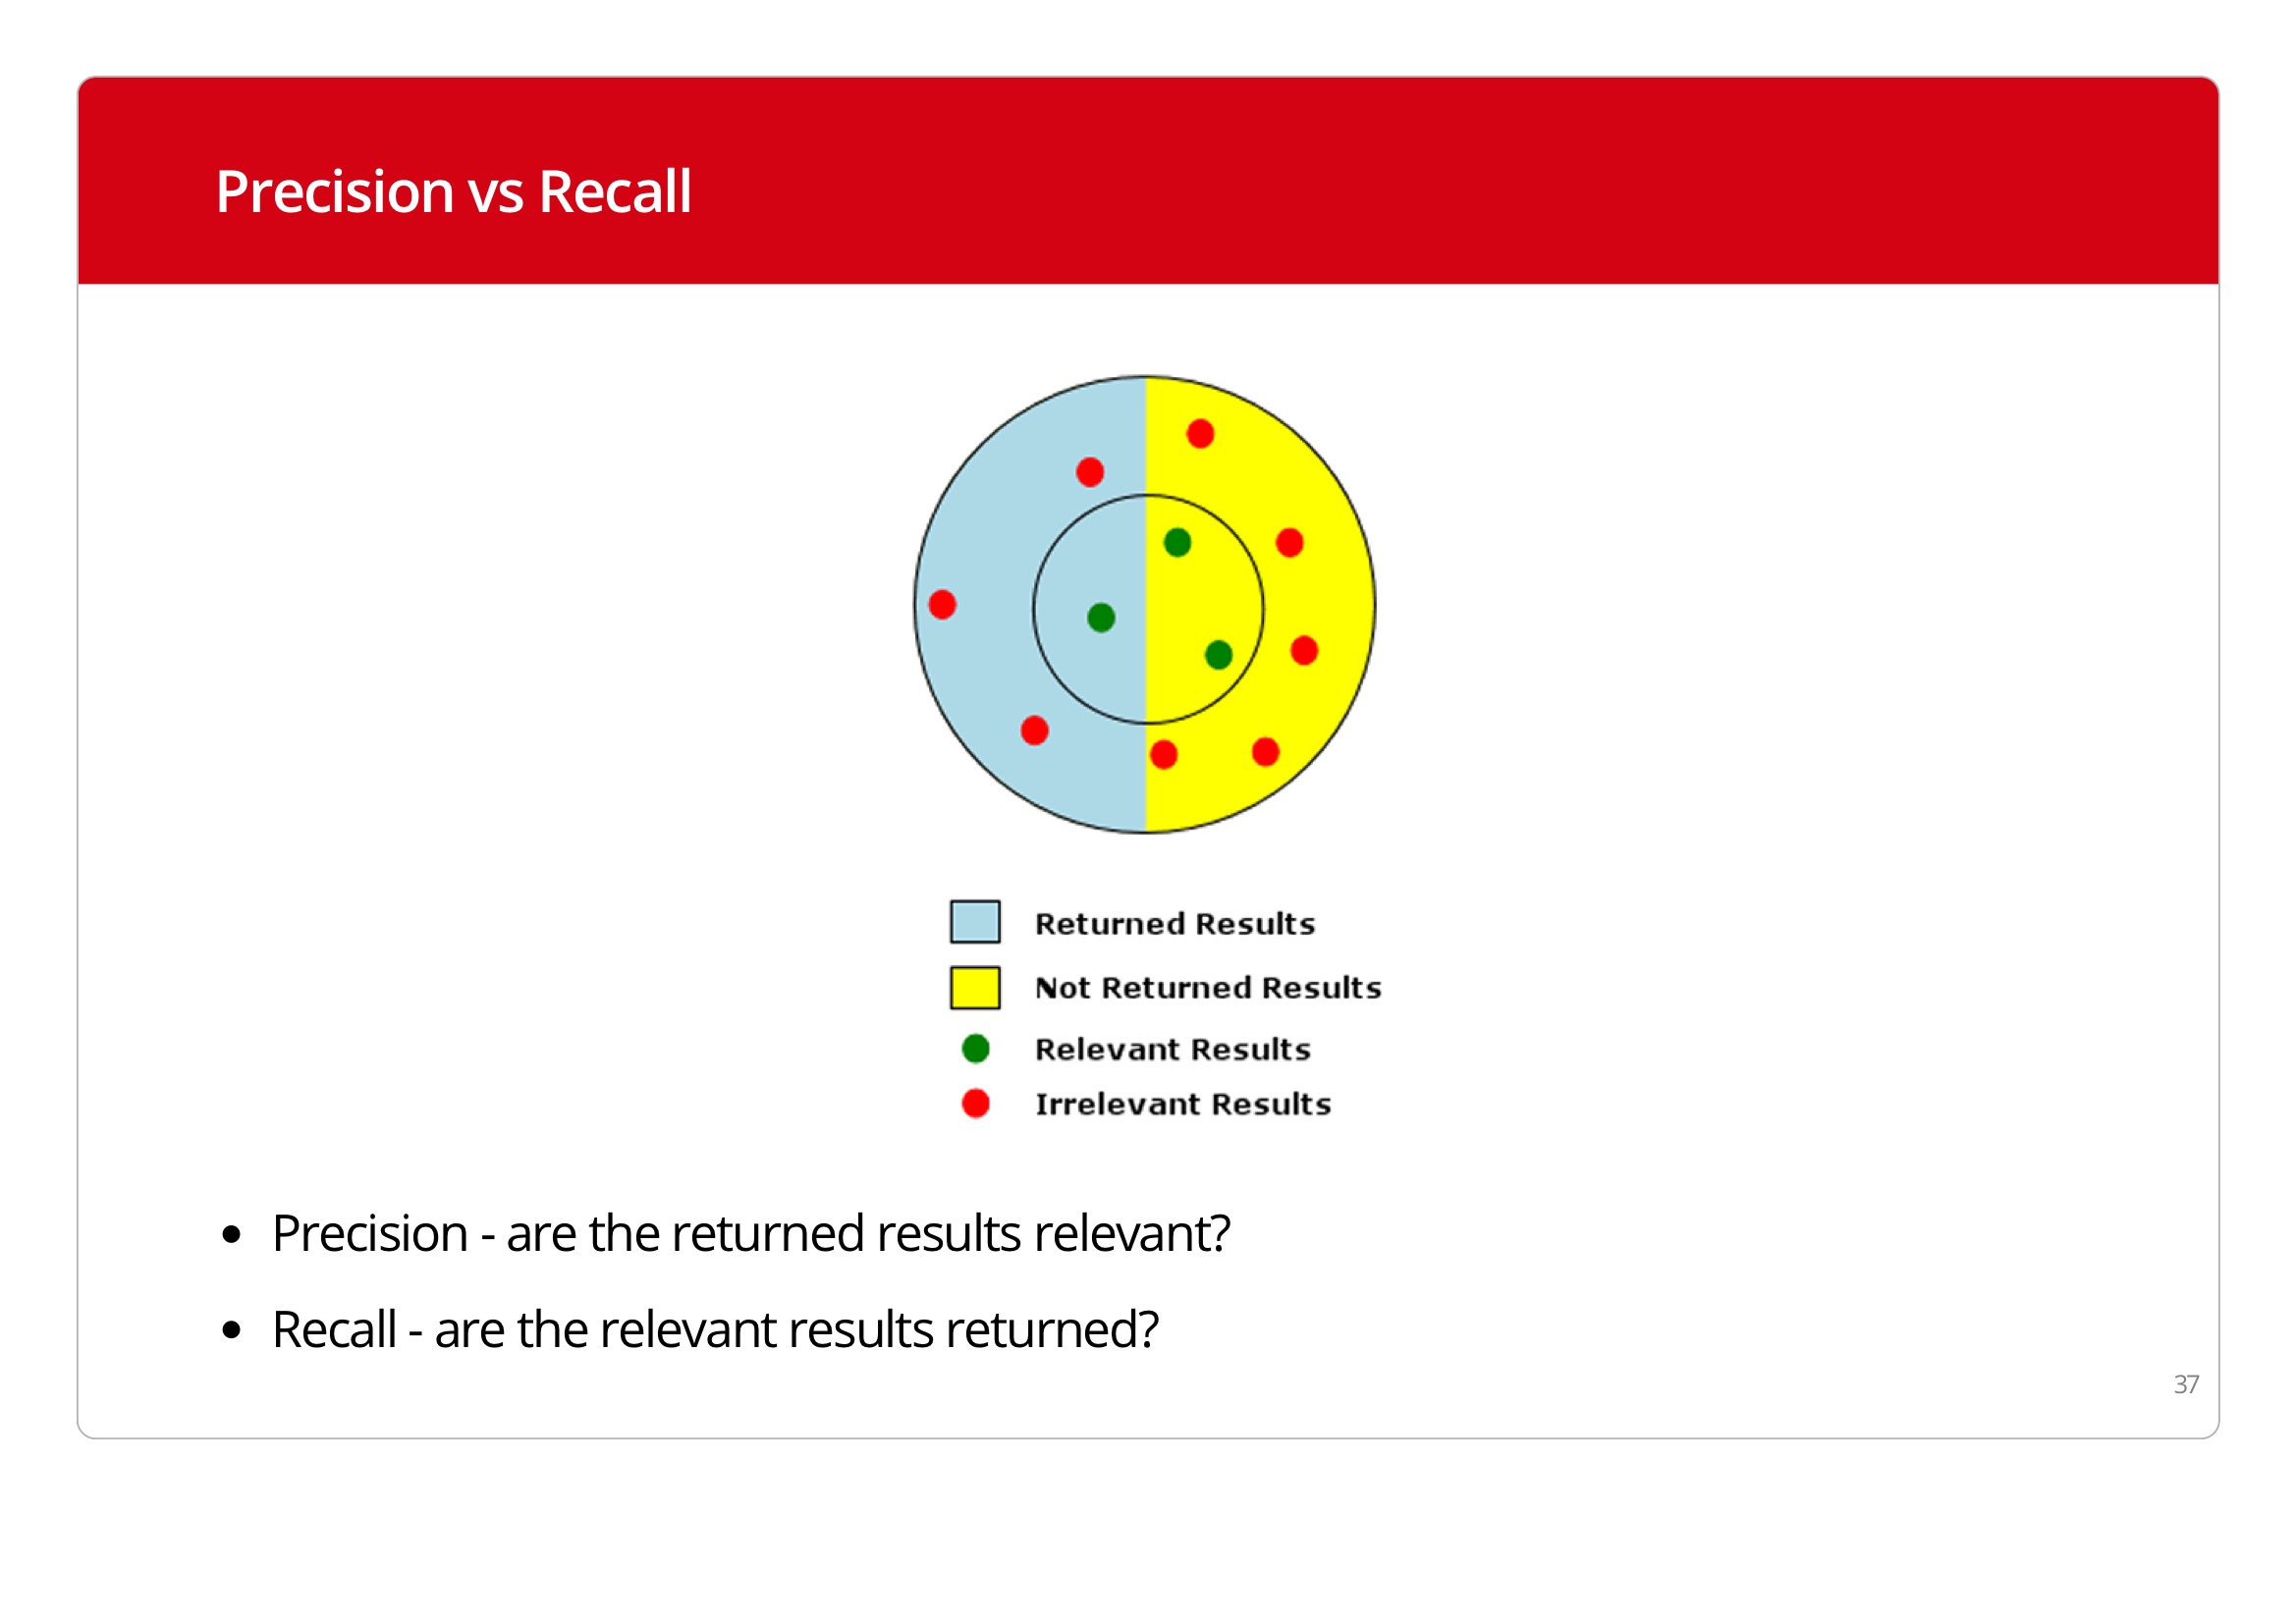 Precision vs Recall
Returned Results
Not Returned Results
Relevant Results
Irrelevant Results
• Precision - are the returned results relevant?
• Recall - are the relevant results returned?
37